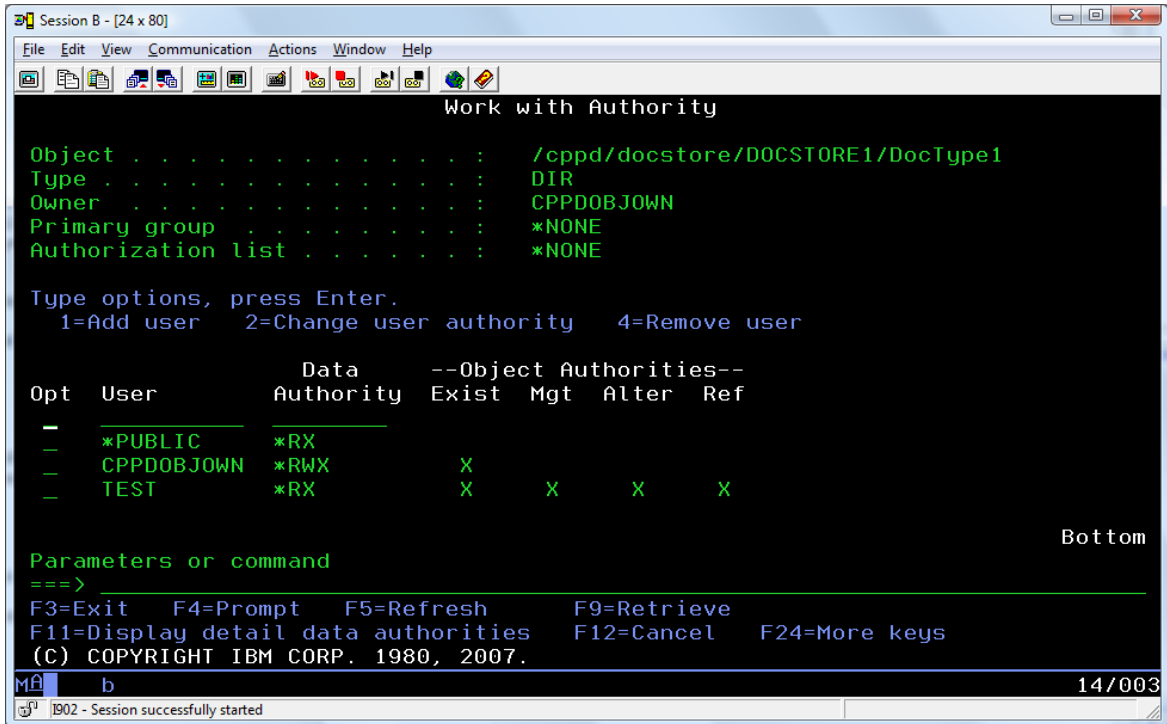 Session B - [24 x 80]
File Edit View Communication Actions Window Help
Work with Authority
Object . . . . . . . . . . . . . : /cppd/docstore/DOCSTORE1/DocType1
Type . . . . . . . . . . . . . . : DIR
Owner . . . . . . . . . . . . . : CPPDOBJOWN
Primary group . . . . . . . . . : *NONE
Authorization list . . . . . . : *NONE
Type options, press Enter.
1=Add user 2=Change user authority 4=Remove user
Data --Object Authorities--
Opt User Authority Exist Mgt Alter Ref
*PUBLIC *RX
CPPDOBJOWN *RWX X
TEST *RX X X X X
Bottom
Parameters or command
===>
F3=Exit F4=Prompt F5=Refresh F9=Retrieve
F11=Display detail data authorities F12=Cancel F24=More keys
(C) COPYRIGHT IBM CORP. 1980, 2007.
MA b 14/003
I902 - Session successfully started